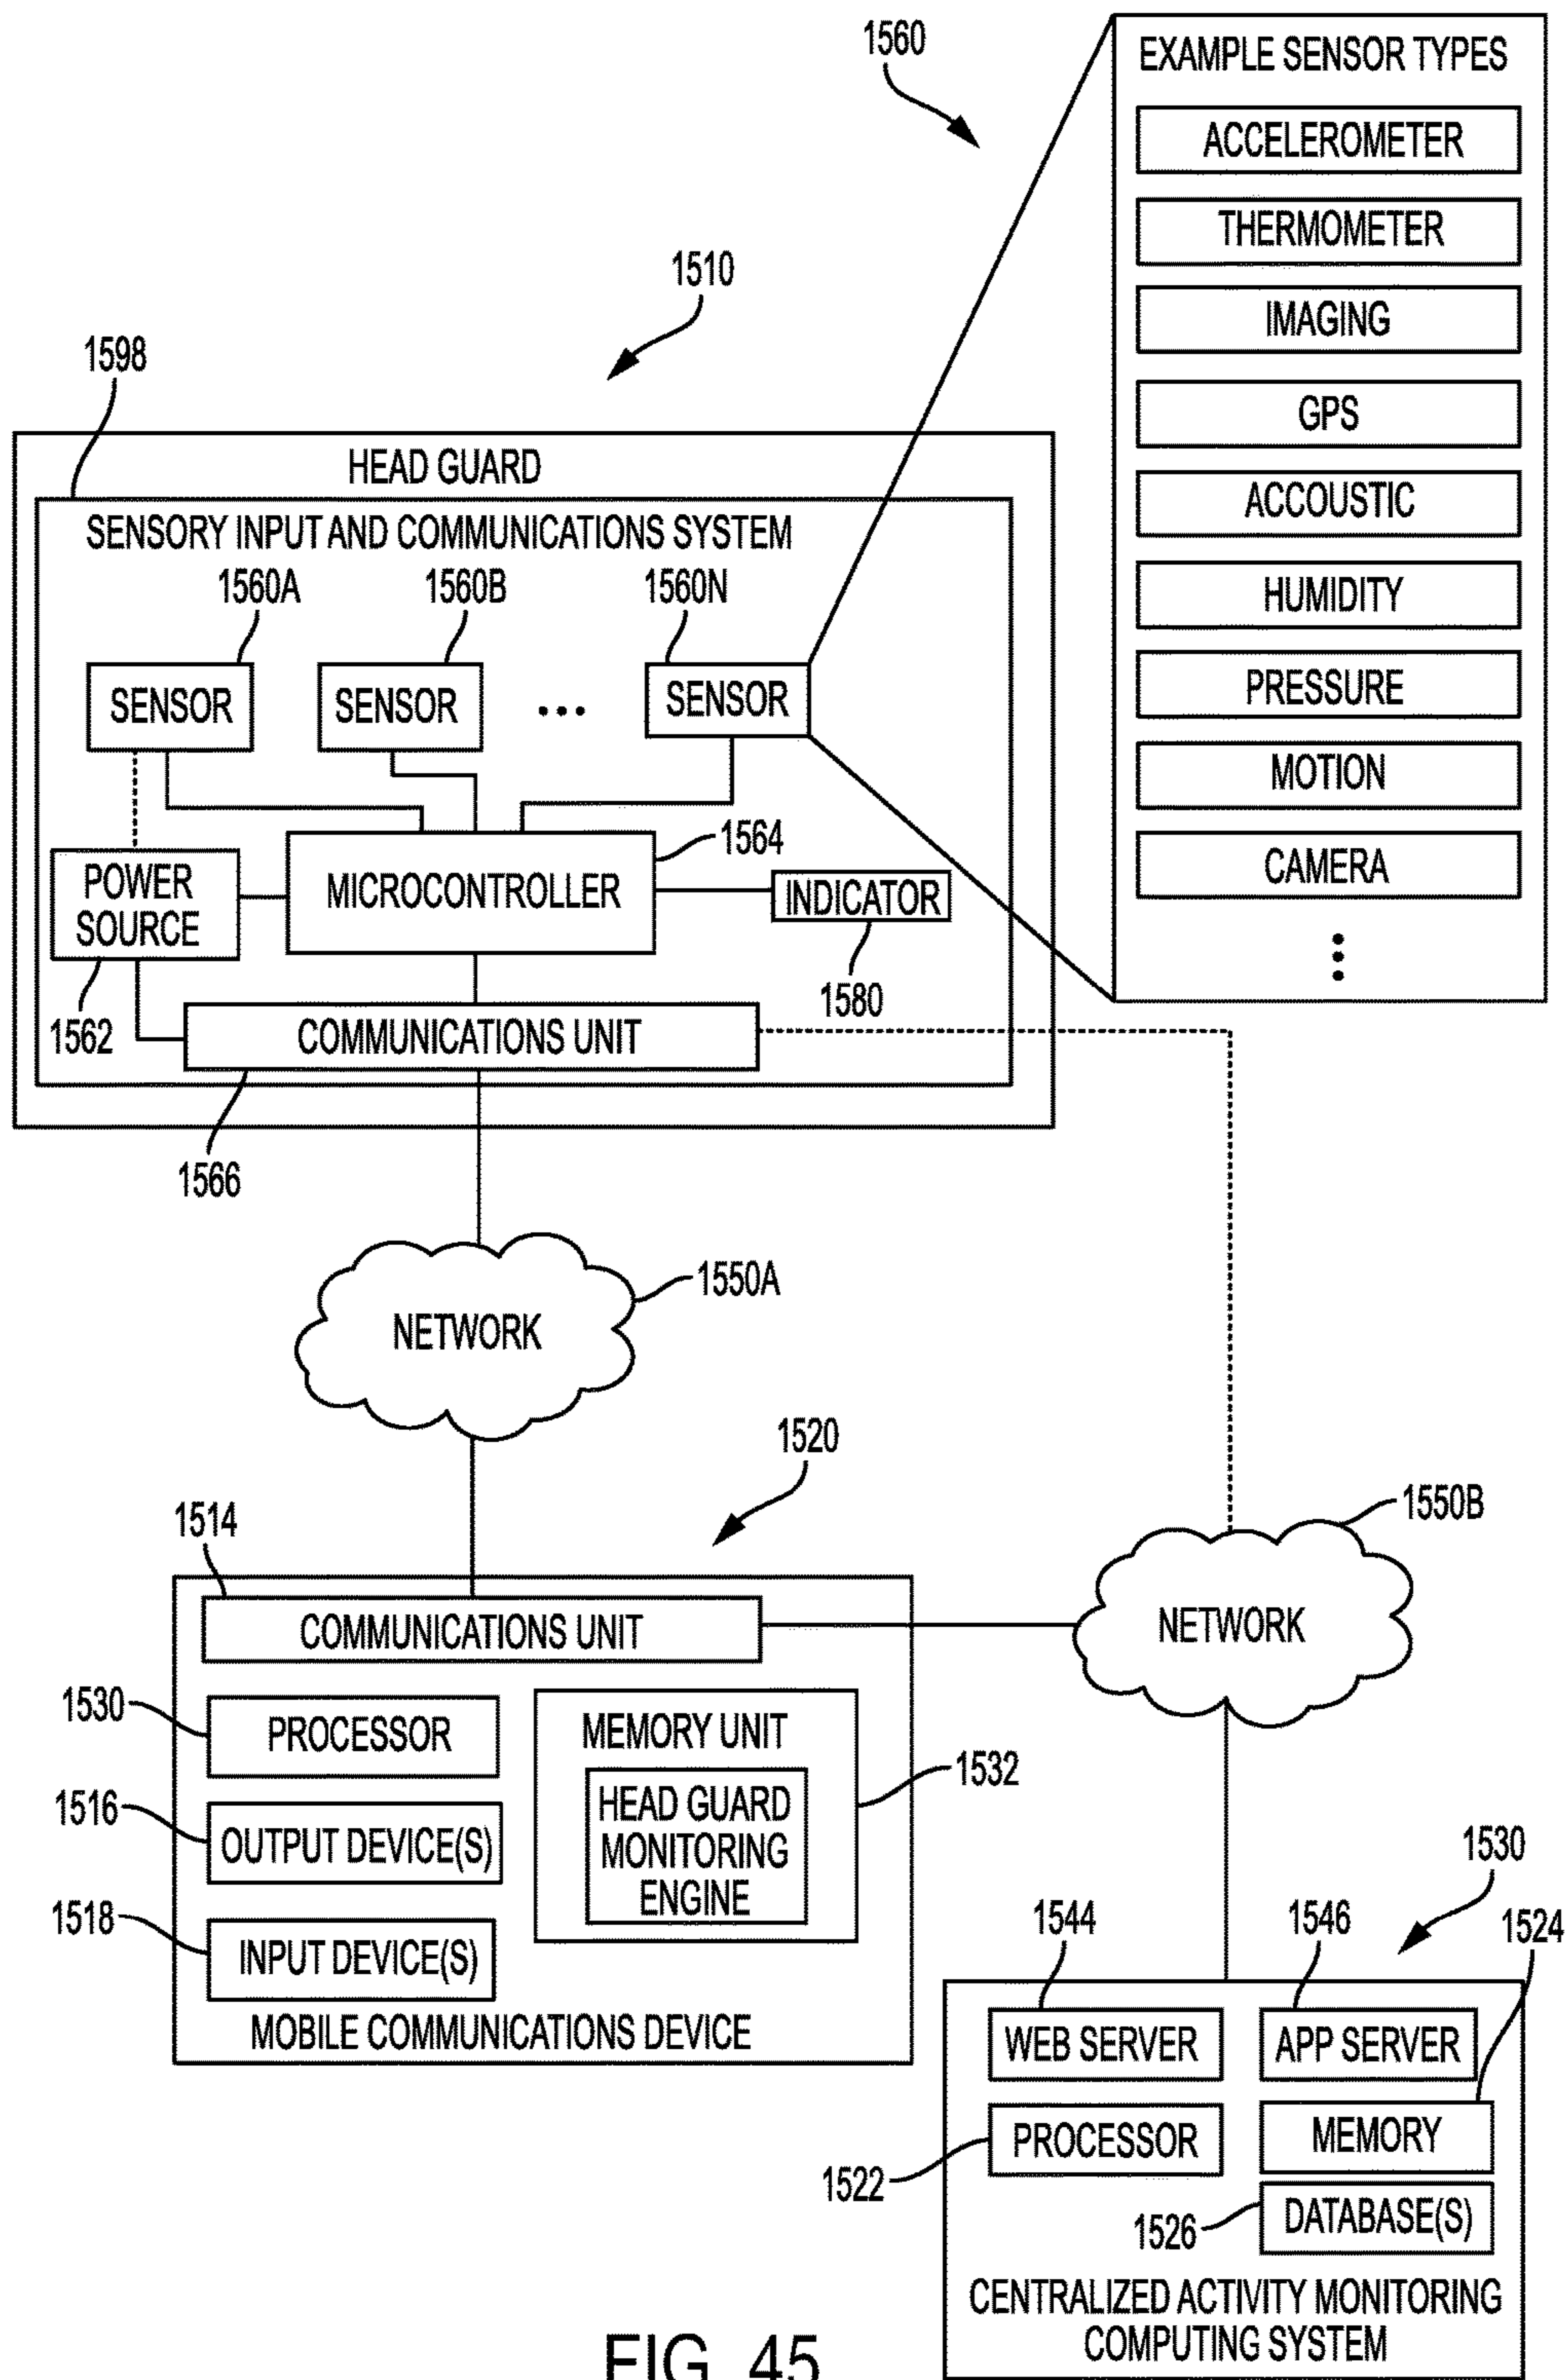 1560
EXAMPLE SENSOR TYPES
ACCELEROMETER
THERMOMETER
IMAGING
GPS
ACCOUSTIC
HUMIDITY
PRESSURE
MOTION
CAMERA
1510
1598
HEAD GUARD
SENSORY INPUT AND COMMUNICATIONS SYSTEM
1560A
1560B
1560N
SENSOR
SENSOR
...
SENSOR
1564
POWER
SOURCE
MICROCONTROLLER
INDICATOR
1562
1580
COMMUNICATIONS UNIT
1566
1550A
NETWORK
1520
1514
1550B
COMMUNICATIONS UNIT
NETWORK
1530
PROCESSOR
MEMORY UNIT
1532
HEAD GUARD
MONITORING
ENGINE
1516
OUTPUT DEVICE(S)
1518
INPUT DEVICE(S)
MOBILE COMMUNICATIONS DEVICE
1530
1544
1546
1524
WEB SERVER
APP SERVER
PROCESSOR
MEMORY
1522
1526
DATABASE(S)
CENTRALIZED ACTIVITY MONITORING
COMPUTING SYSTEM
FIG. 45